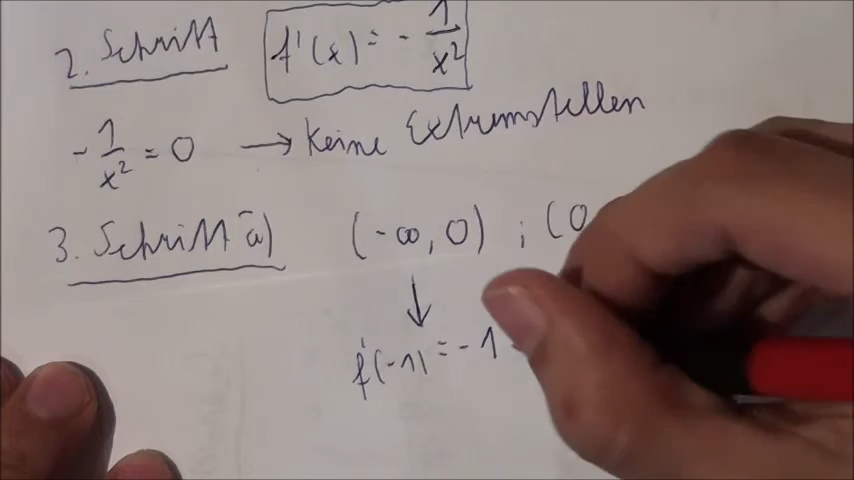 2. Schritt f'(x) = - 1/x²
- 1/x² = 0 → Keine Extremstellen
3. Schritt a) (-∞, 0) ; (0
↓
f'(-1) = -1